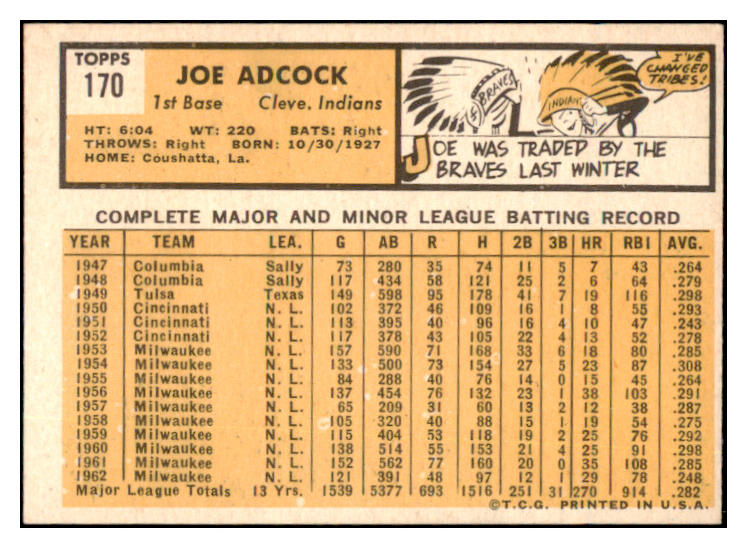 TOPPS
170
JOE ADCOCK
1st Base Cleve. Indians
HT: 6:04 WT: 220 BATS: Right
THROWS: Right BORN: 10/30/1927
HOME: Coushatta, La.
BRAVES
INDIANS
I'VE
CHANGED
TRIBES!
JOE WAS TRADED BY THE
BRAVES LAST WINTER
COMPLETE MAJOR AND MINOR LEAGUE BATTING RECORD
YEAR TEAM LEA. G AB R H 2B 3B HR RBI AVG.
1947 Columbia Sally 73 280 35 74 11 5 7 43 .264
1948 Columbia Sally 117 434 58 121 25 2 6 64 .279
1949 Tulsa Texas 149 598 95 178 41 7 19 116 .298
1950 Cincinnati N. L. 102 372 46 109 16 1 8 55 .293
1951 Cincinnati N. L. 113 395 40 96 16 4 10 47 .243
1952 Cincinnati N. L. 117 378 43 105 22 4 13 52 .278
1953 Milwaukee N. L. 157 590 71 168 33 6 18 80 .285
1954 Milwaukee N. L. 133 500 73 154 27 5 23 87 .308
1955 Milwaukee N. L. 84 288 40 76 14 0 15 45 .264
1956 Milwaukee N. L. 137 454 76 132 23 1 38 103 .291
1957 Milwaukee N. L. 65 209 31 60 13 2 12 38 .287
1958 Milwaukee N. L. 105 320 40 88 15 1 19 54 .275
1959 Milwaukee N. L. 115 404 53 118 19 2 25 76 .292
1960 Milwaukee N. L. 138 514 55 153 21 4 25 91 .298
1961 Milwaukee N. L. 152 562 77 160 20 0 35 108 .285
1962 Milwaukee N. L. 121 391 48 97 12 1 29 78 .248
Major League Totals 13 Yrs. 1539 5377 693 1516 251 31 270 914 .282
©T.C.G. PRINTED IN U.S.A.